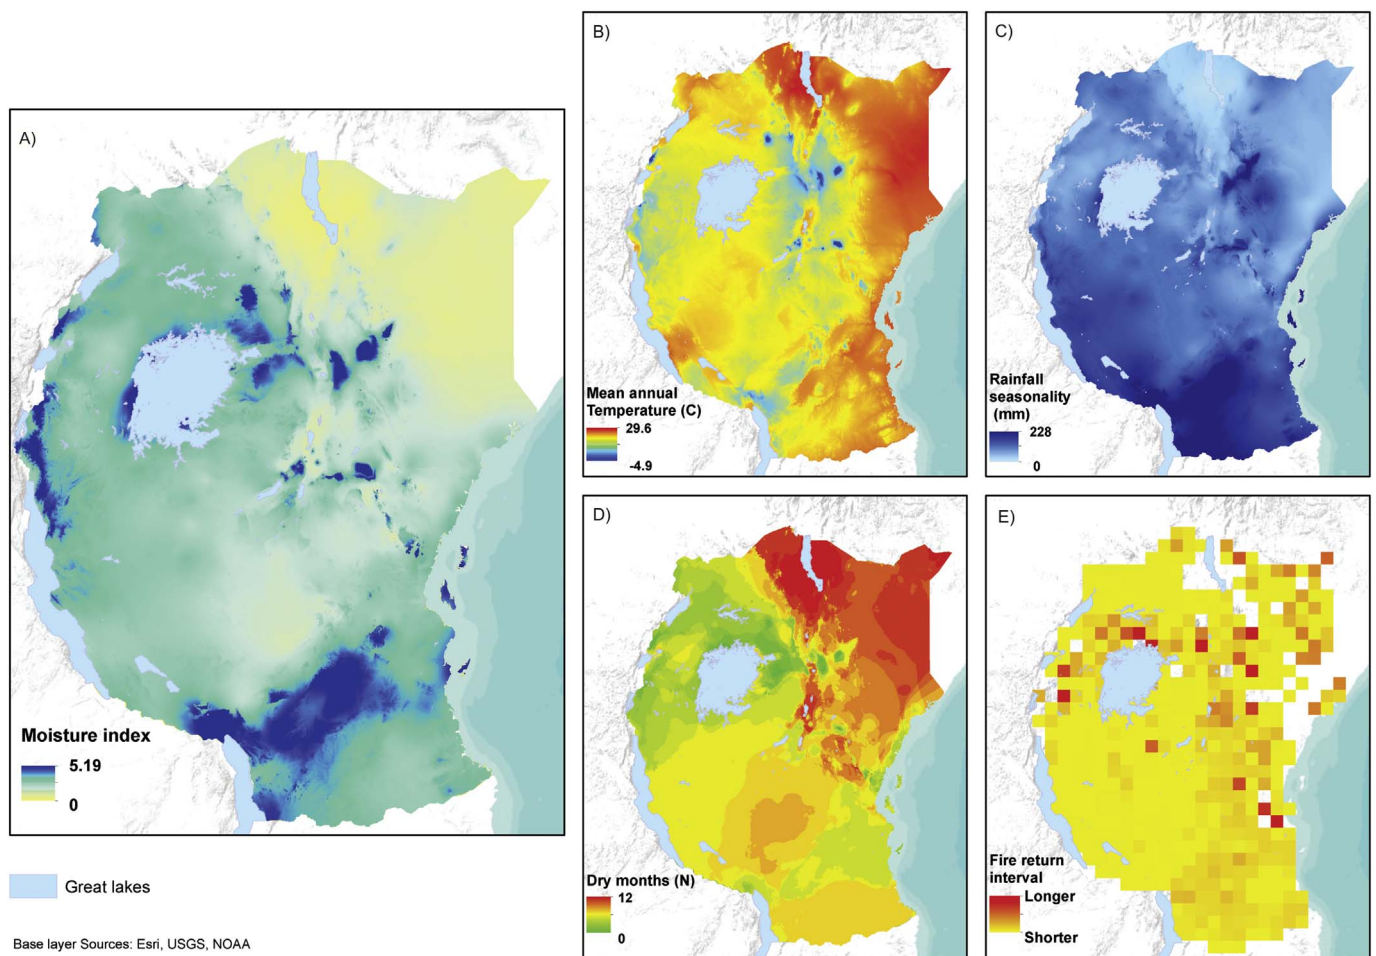 A)
Moisture index
5.19
0
Great lakes
Base layer Sources: Esri, USGS, NOAA
B)
Mean annual
Temperature (C)
29.6
-4.9
C)
Rainfall
seasonality
(mm)
228
0
D)
Dry months (N)
12
0
E)
Fire return
interval
Longer
Shorter